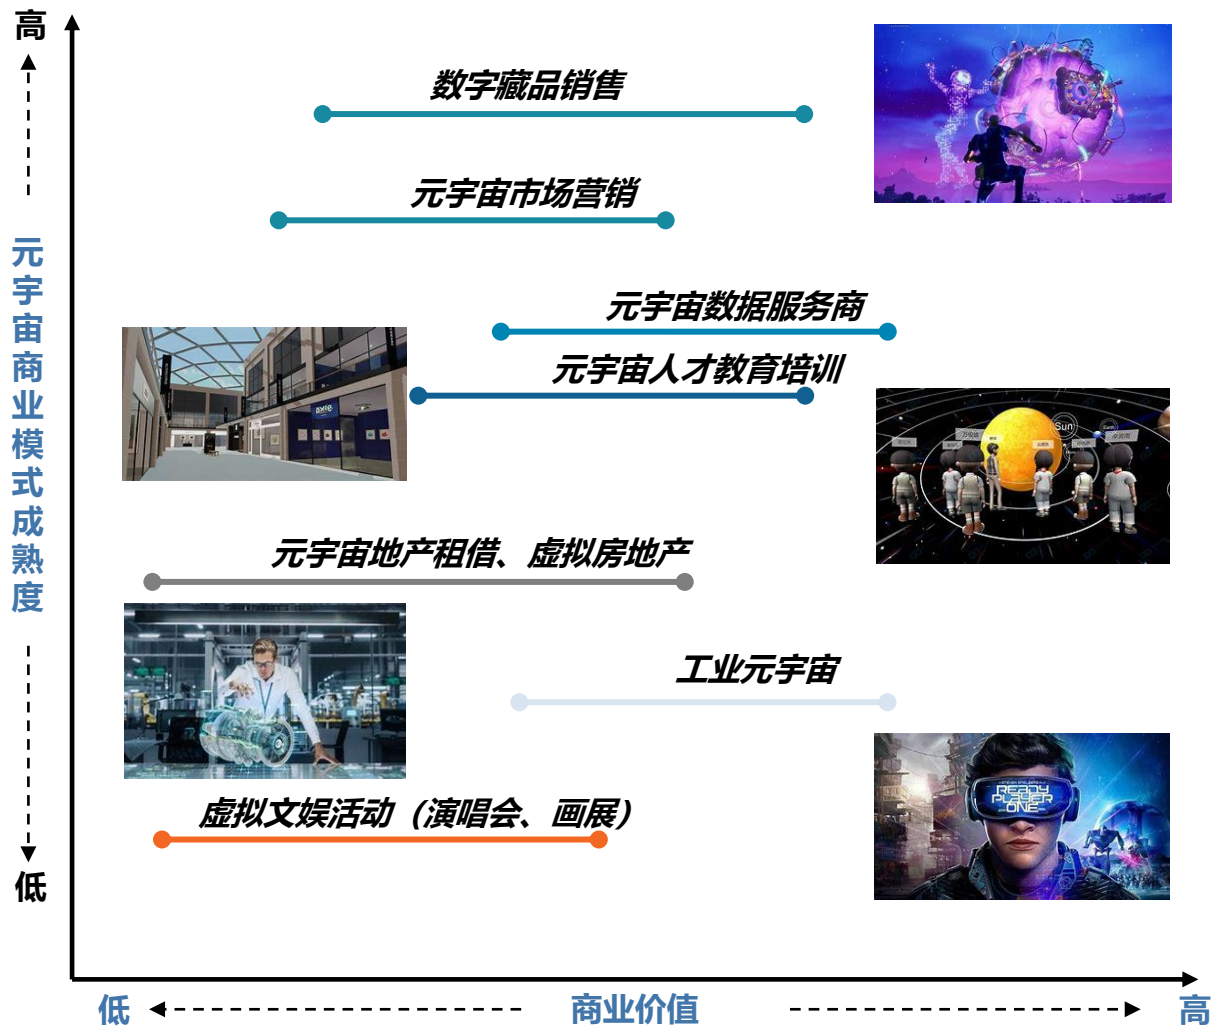 高
数字藏品销售
元宇宙市场营销
元宇宙商业模式成熟度
元宇宙数据服务商
元宇宙人才教育培训
axie
Sun
Earth
元宇宙地产租借、虚拟房地产
工业元宇宙
READY
PLAYER
ONE
虚拟文娱活动（演唱会、画展）
低
低
商业价值
高